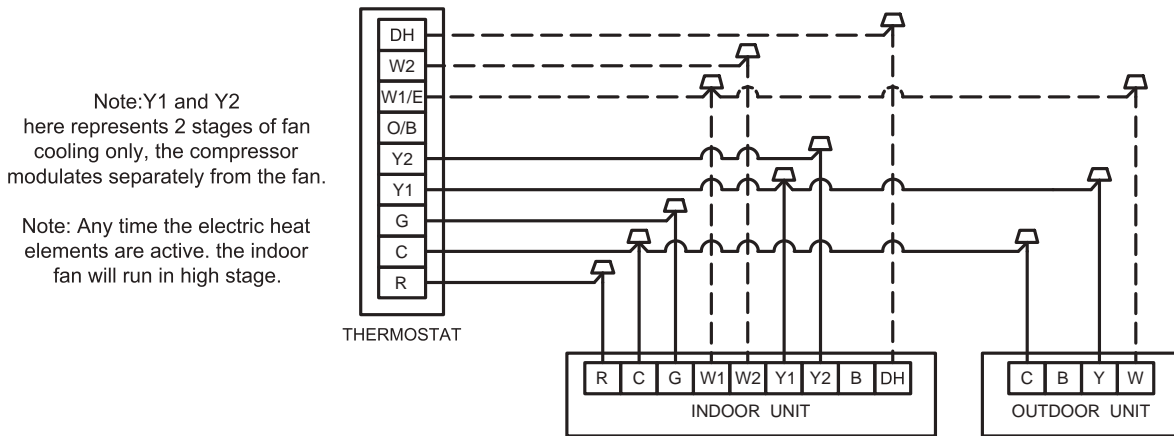 Note:Y1 and Y2
here represents 2 stages of fan
cooling only, the compressor
modulates separately from the fan.
Note: Any time the electric heat
elements are active. the indoor
fan will run in high stage.
DH
W2
W1/E
O/B
Y2
Y1
G
C
R
THERMOSTAT
R C G W1 W2 Y1 Y2 B DH
INDOOR UNIT
C B Y W
OUTDOOR UNIT